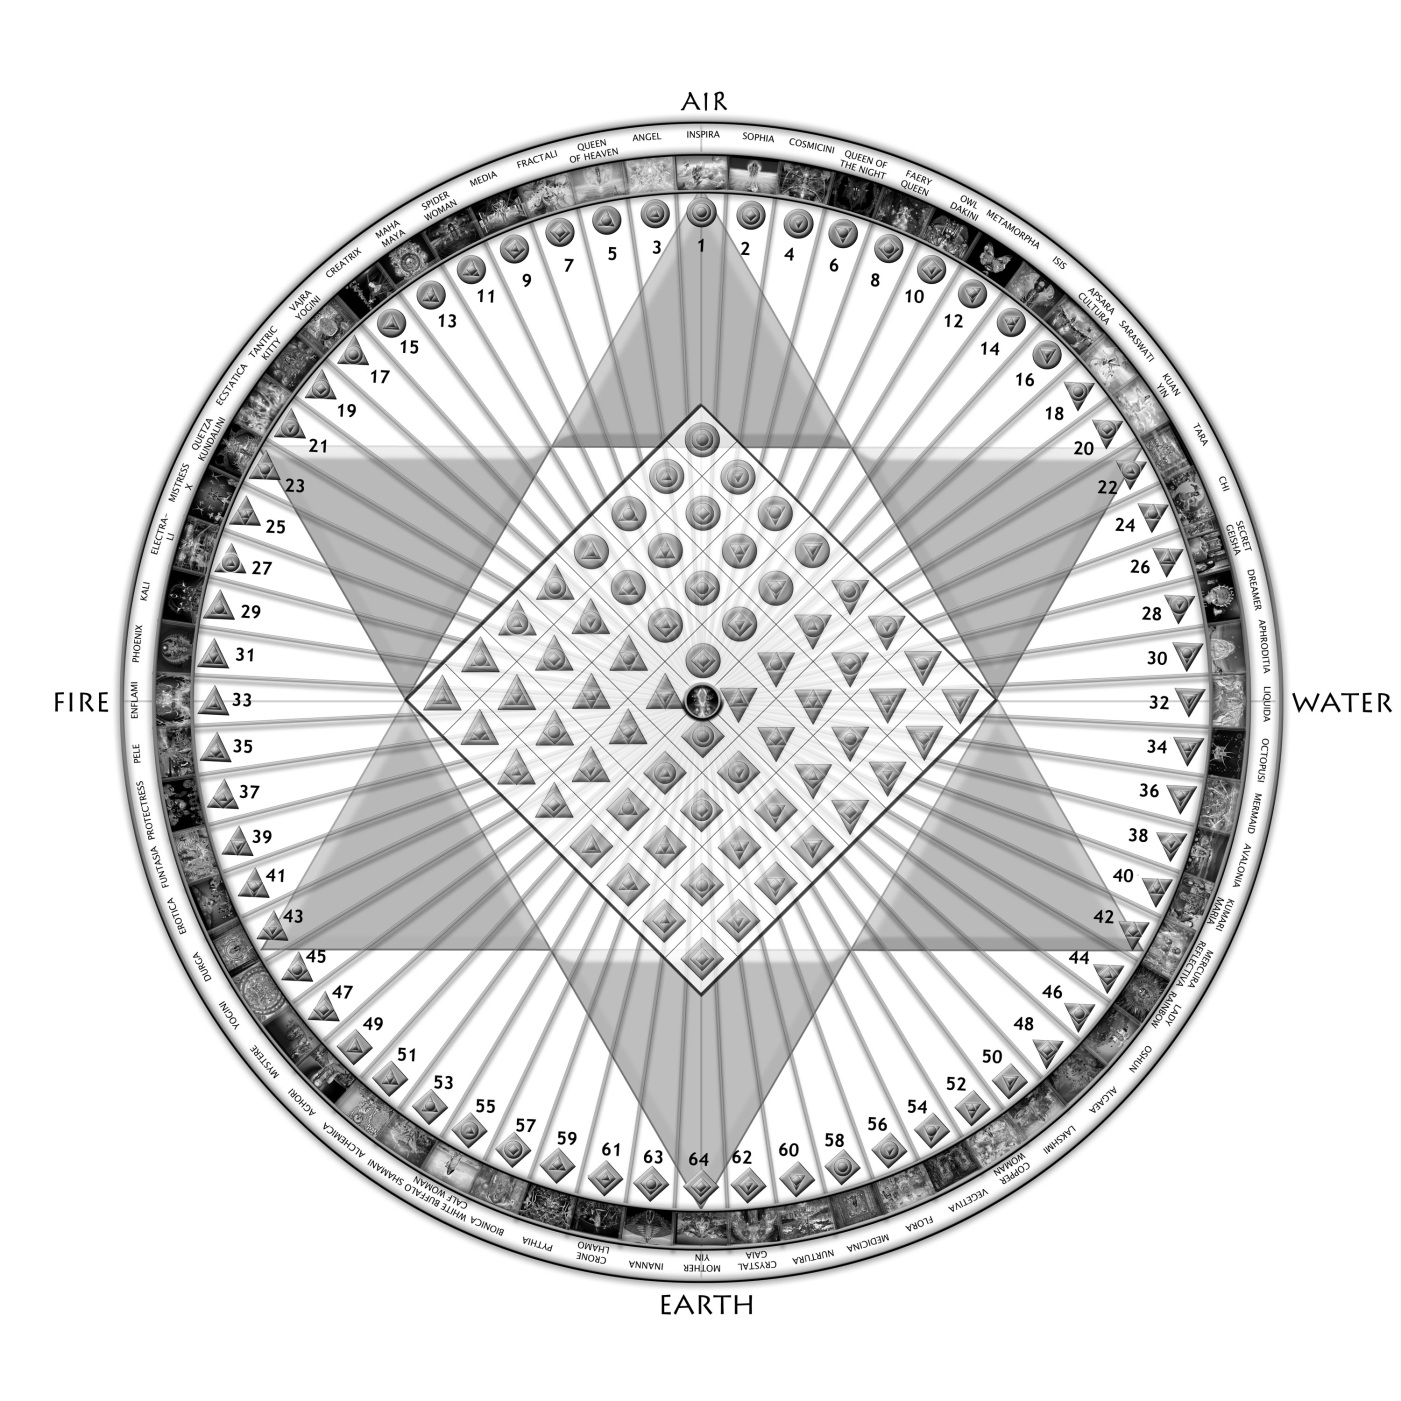 AIR
INSPIRA
SOPHIA
COSMICINI
QUEEN OF
THE NIGHT
FAERY
QUEEN
OWL
DAKINI
METAMORPHA
ISIS
APSARA
CULTURA
SARASWATI
KUAN
YIN
TARA
CHI
SECRET
GEISHA
DREAMER
APHRODITIA
LIQUIDA
WATER
OCTOPUSI
MERMAID
AVALONIA
KUMARI
MARIA
MERCURA
REFLECTIVA
LADY
RAINBOW
OSHUN
ALGAEA
LAKSHMI
COPPER
WOMAN
VEGETIVA
FLORA
MEDICINA
NURTURA
CRYSTAL
GAIA
MOTHER
YIN
EARTH
INANNA
CRONE
LHAMO
PYTHIA
BIONICA
WHITE BUFFALO
CALF WOMAN
SHAMANI
ALCHEMICA
AGHORI
MYSTERE
YOGINI
DURGA
EROTICA
FUNTASIA
PROTECTRESS
PELE
ENFLAMI
FIRE
PHOENIX
KALI
ELECTRA-
LI
MISTRESS
X
QUETZA
KUNDALINI
ECSTATICA
TANTRIC
KITTY
VAJRA
YOGINI
CREATRIX
MAHA
MAYA
SPIDER
WOMAN
MEDIA
FRACTALI
QUEEN
OF HEAVEN
ANGEL
1
2
4
6
8
10
12
14
16
18
20
22
24
26
28
30
32
34
36
38
40
42
44
46
48
50
52
54
56
58
60
62
64
63
61
59
57
55
53
51
49
47
45
43
41
39
37
35
33
31
29
27
25
23
21
19
17
15
13
11
9
7
5
3